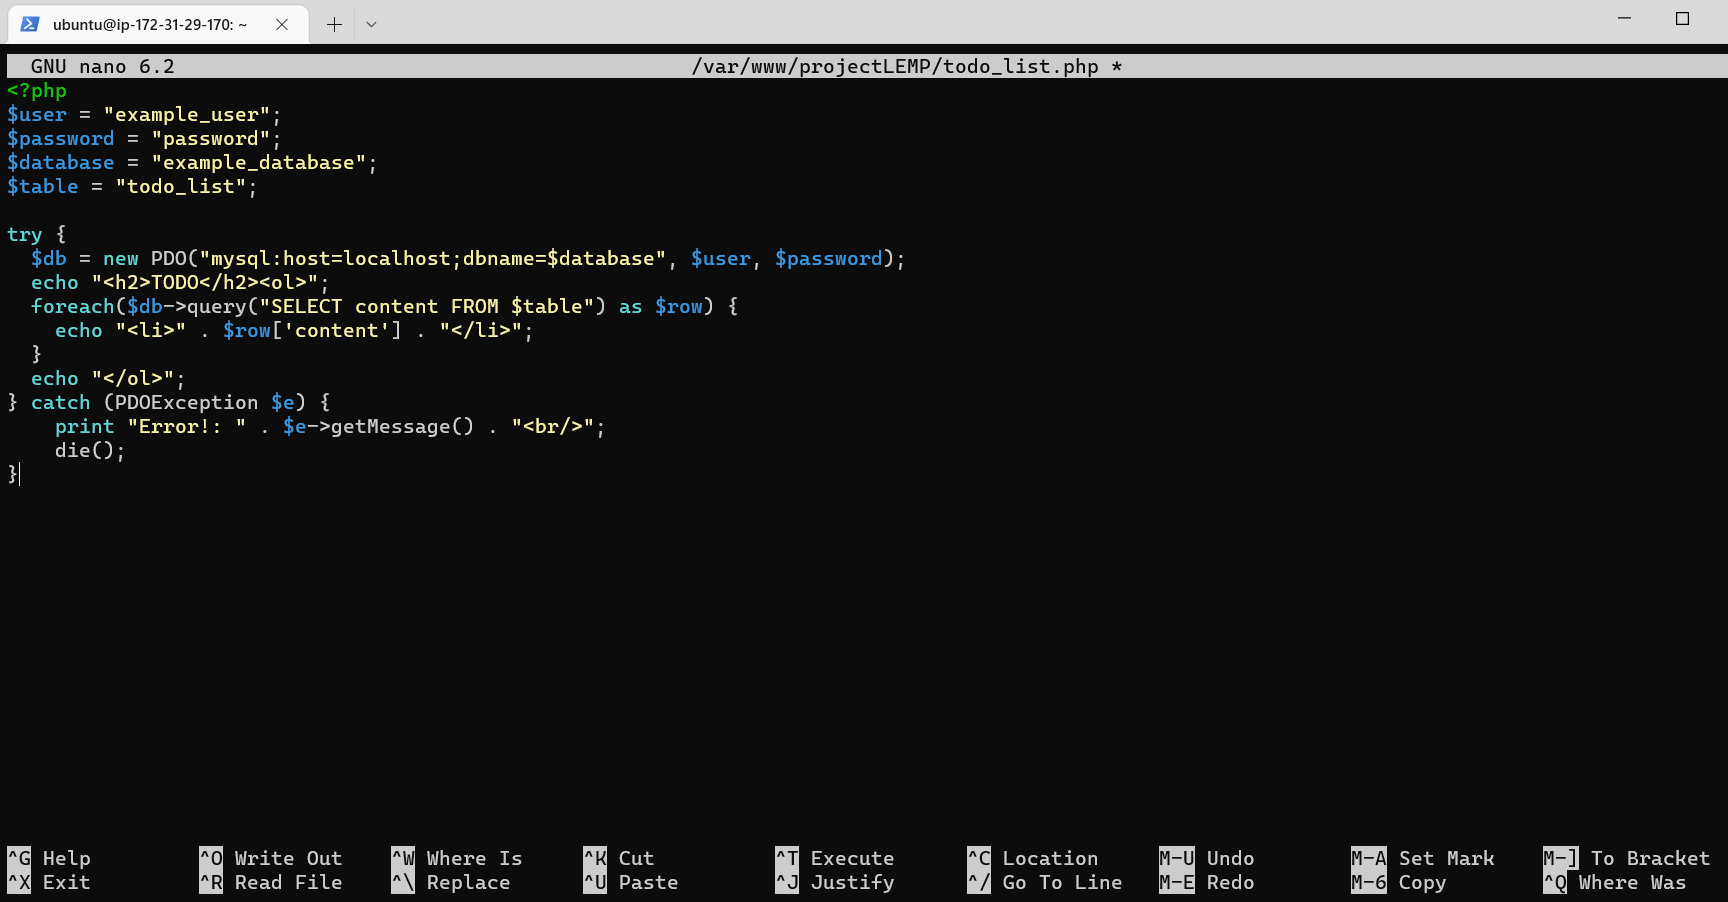 ubuntu@ip-172-31-29-170: ~
GNU nano 6.2 /var/www/projectLEMP/todo_list.php *
<?php
$user = "example_user";
$password = "password";
$database = "example_database";
$table = "todo_list";

try {
  $db = new PDO("mysql:host=localhost;dbname=$database", $user, $password);
  echo "<h2>TODO</h2><ol>";
  foreach($db->query("SELECT content FROM $table") as $row) {
    echo "<li>" . $row['content'] . "</li>";
  }
  echo "</ol>";
} catch (PDOException $e) {
    print "Error!: " . $e->getMessage() . "<br/>";
    die();
}
^G Help ^O Write Out ^W Where Is ^K Cut ^T Execute ^C Location M-U Undo M-A Set Mark M-] To Bracket
^X Exit ^R Read File ^\ Replace ^U Paste ^J Justify ^/ Go To Line M-E Redo M-6 Copy ^Q Where Was